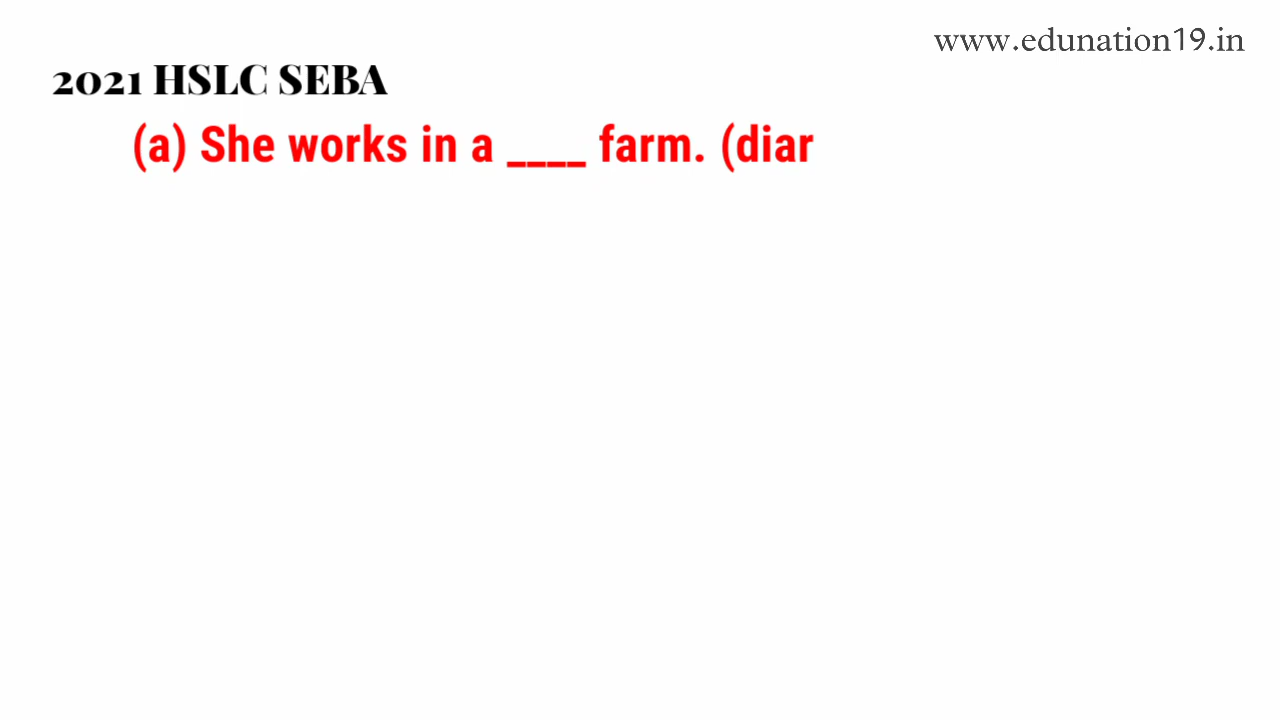 www.edunation19.in
2021 HSLC SEBA
(a) She works in a ____ farm. (diar